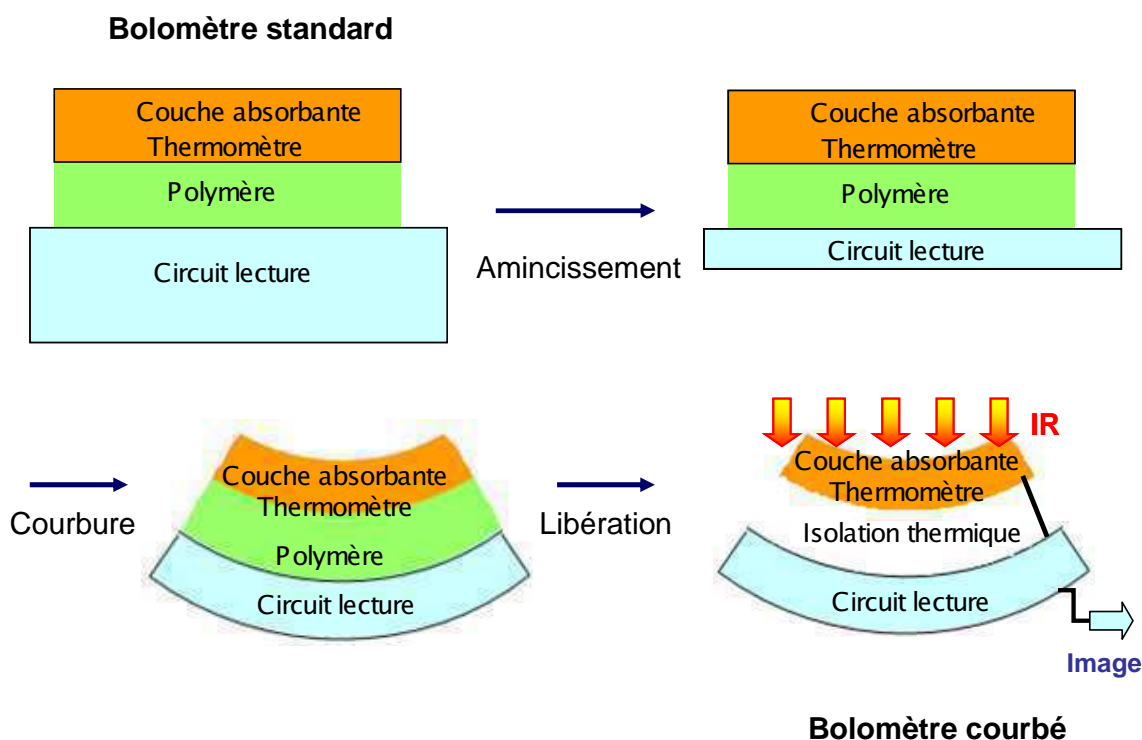 Bolomètre standard
Couche absorbante
Thermomètre
Polymère
Circuit lecture
Amincissement
Couche absorbante
Thermomètre
Polymère
Circuit lecture
Courbure
Couche absorbante
Thermomètre
Polymère
Circuit lecture
Libération
IR
Couche absorbante
Thermomètre
Isolation thermique
Circuit lecture
Image
Bolomètre courbé